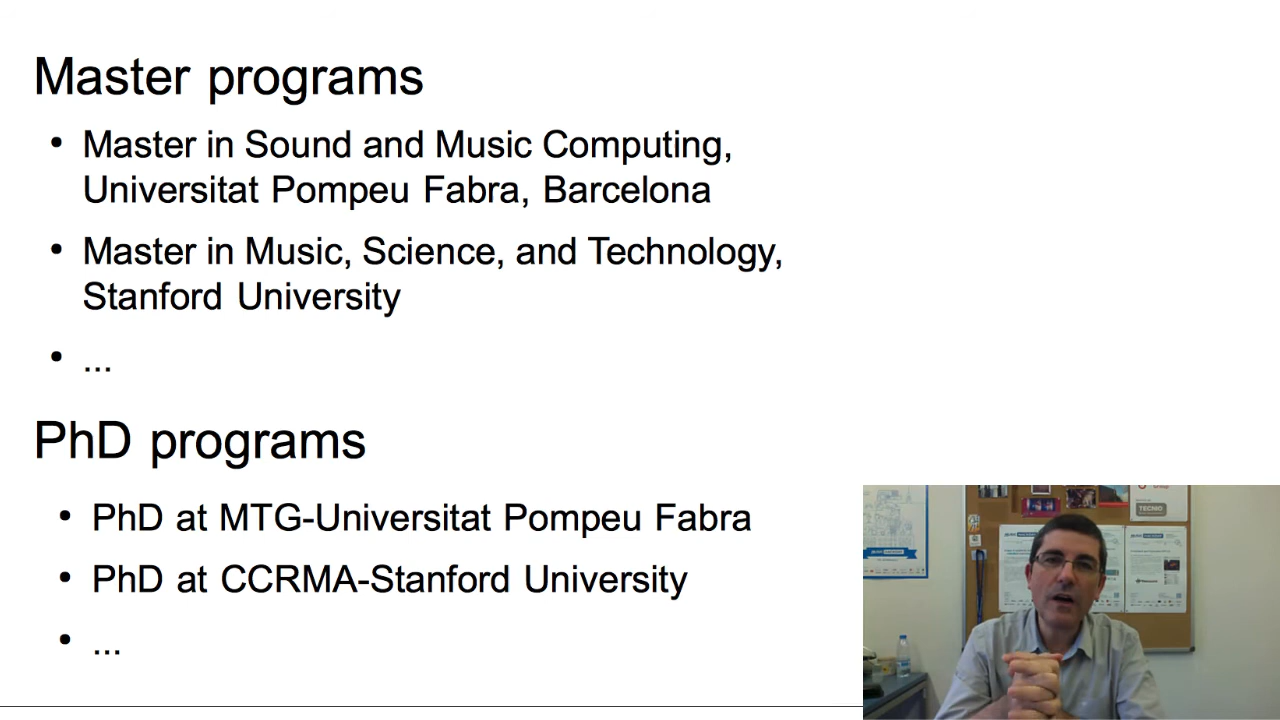 Master programs
• Master in Sound and Music Computing,
Universitat Pompeu Fabra, Barcelona
• Master in Music, Science, and Technology,
Stanford University
• ...
PhD programs
• PhD at MTG-Universitat Pompeu Fabra
• PhD at CCRMA-Stanford University
• ...
TECNIO